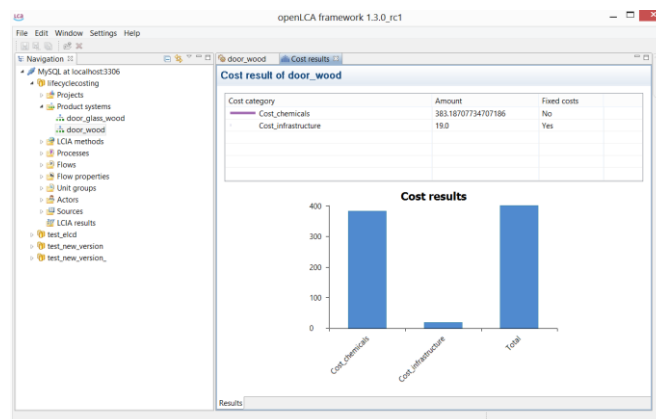 openLCA framework 1.3.0_rc1
File Edit Window Settings Help
Navigation
MySQL at localhost:3306
lifecyclecosting
Projects
Product systems
door_glass_wood
door_wood
LCIA methods
Processes
Flows
Flow properties
Unit groups
Actors
Sources
LCIA results
test_elcd
test_new_version
test_new_version_
door_wood Cost results
Cost result of door_wood
Cost category Amount Fixed costs
Cost_chemicals 383.18707734707186 No
Cost_infrastructure 19.0 Yes
Cost results
400
300
200
100
0
Cost_chemicals
Cost_infrastructure
Total
Results